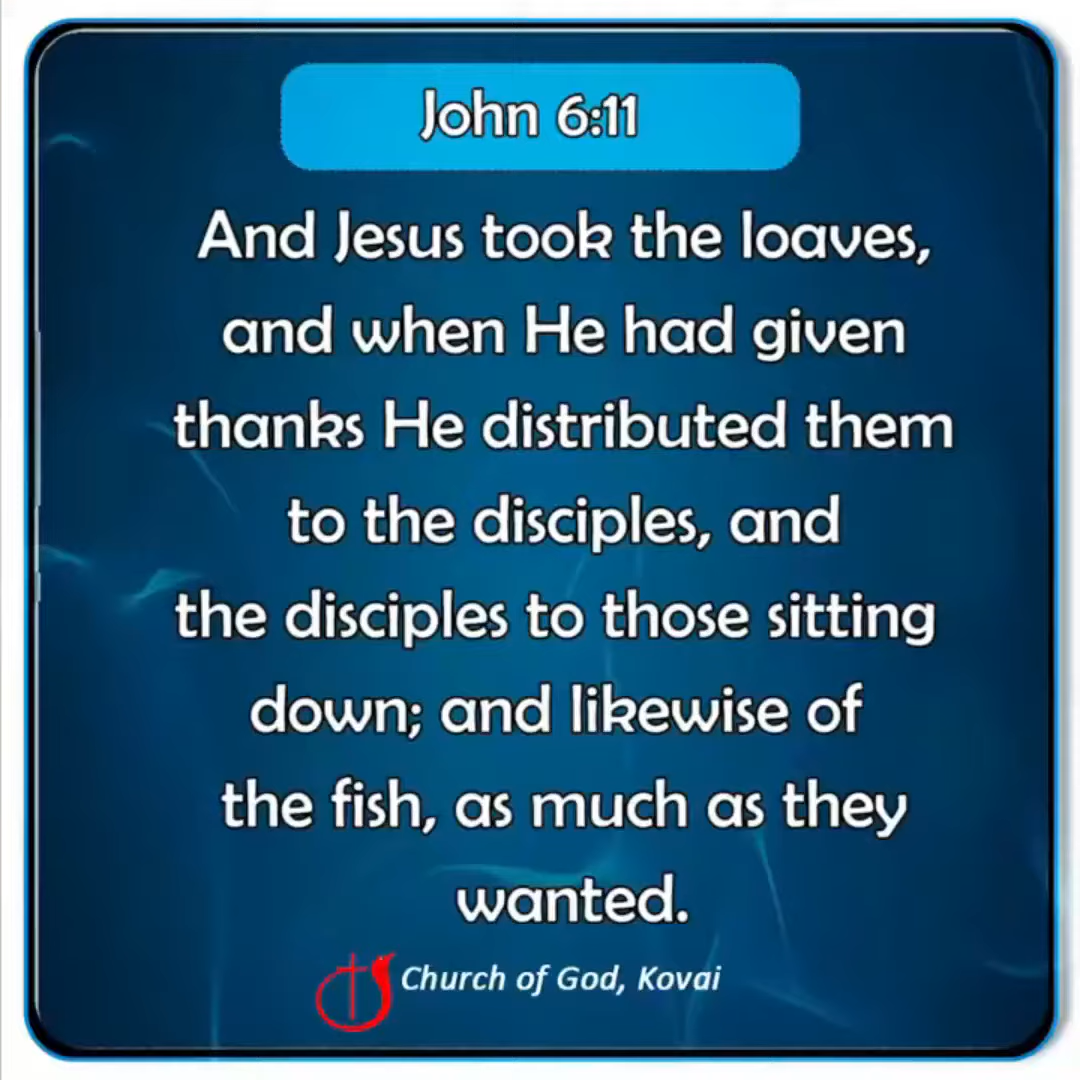 John 6:11
And Jesus took the loaves,
and when He had given
thanks He distributed them
to the disciples, and
the disciples to those sitting
down; and likewise of
the fish, as much as they
wanted.
Church of God, Kovai